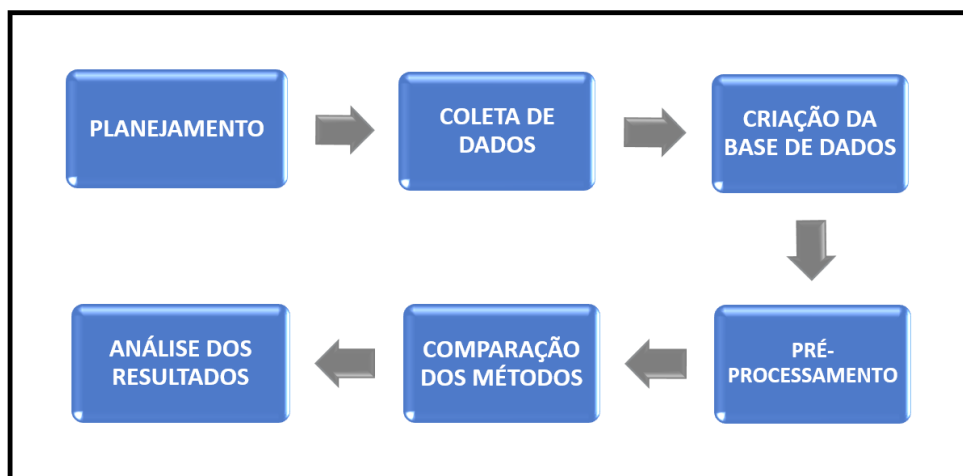 PLANEJAMENTO
COLETA DE
DADOS
CRIAÇÃO DA
BASE DE DADOS
PRÉ-
PROCESSAMENTO
COMPARAÇÃO
DOS MÉTODOS
ANÁLISE DOS
RESULTADOS